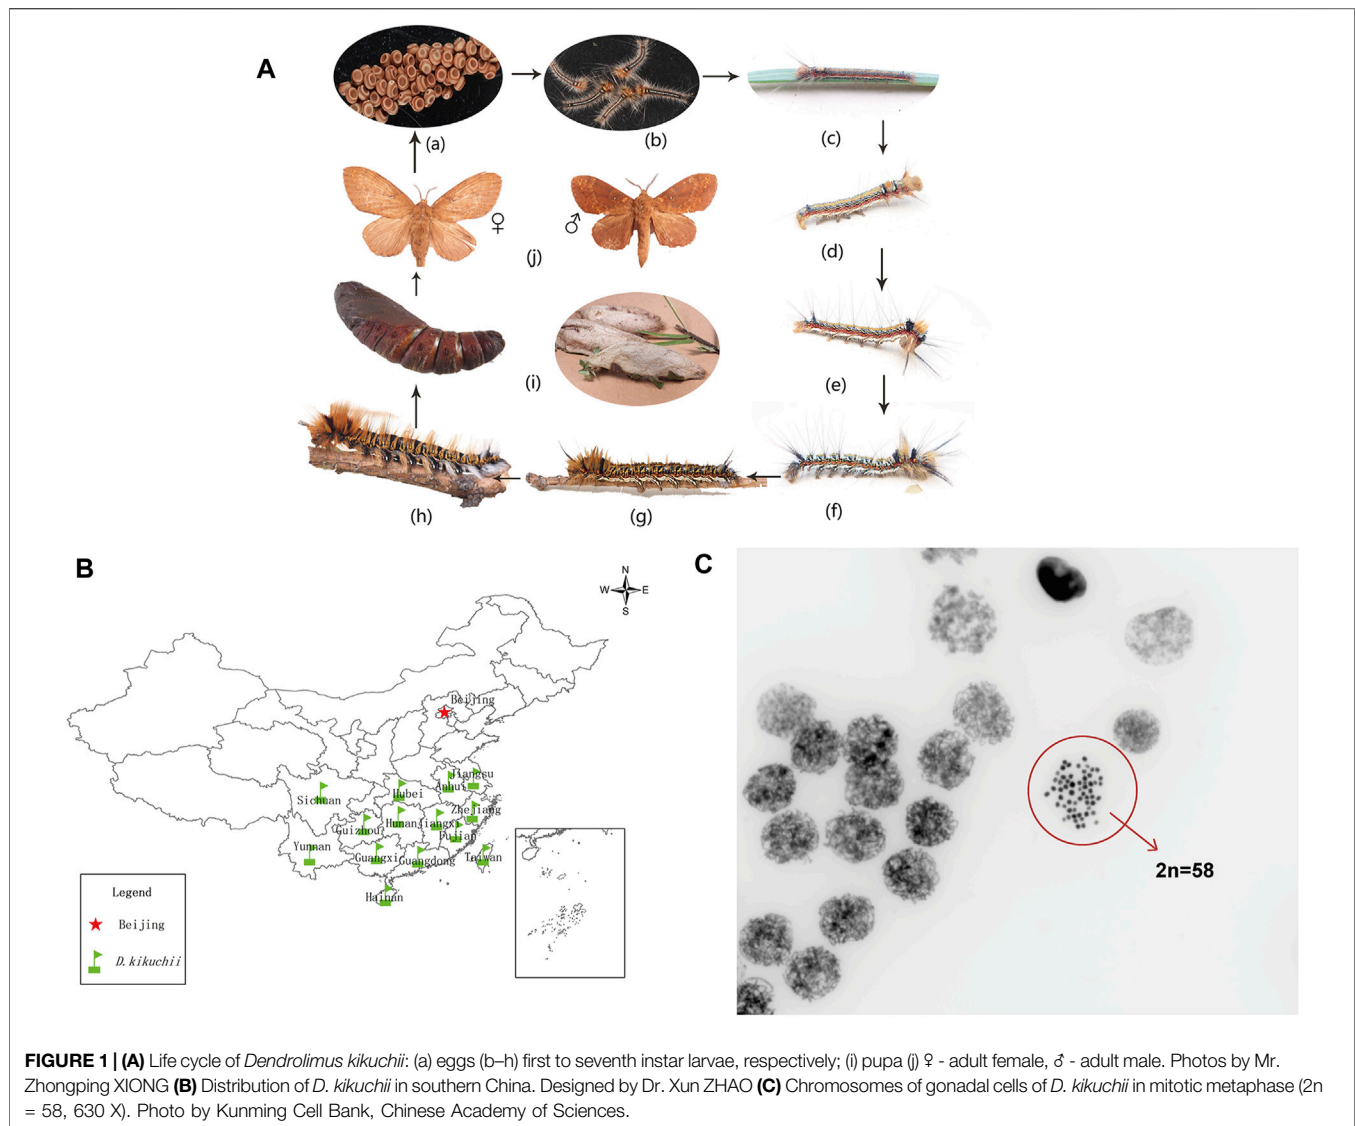 A
(a)
(b)
(c)
♀
♂
(j)
(d)
(i)
(e)
(h)
(g)
(f)
B
N
W E
S
Beijing
Jiangsu
Anhui
Hubei
Sichuan
Zhejiang
Hunan Jiangxi
Guizhou
Fujian
Yunnan
Guangxi Guangdong Taiwan
Hainan
Legend
Beijing
D. kikuchii
C
2n=58
FIGURE 1 | (A) Life cycle of Dendrolimus kikuchii: (a) eggs (b–h) first to seventh instar larvae, respectively; (i) pupa (j) ♀ - adult female, ♂ - adult male. Photos by Mr.
Zhongping XIONG (B) Distribution of D. kikuchii in southern China. Designed by Dr. Xun ZHAO (C) Chromosomes of gonadal cells of D. kikuchii in mitotic metaphase (2n
= 58, 630 X). Photo by Kunming Cell Bank, Chinese Academy of Sciences.